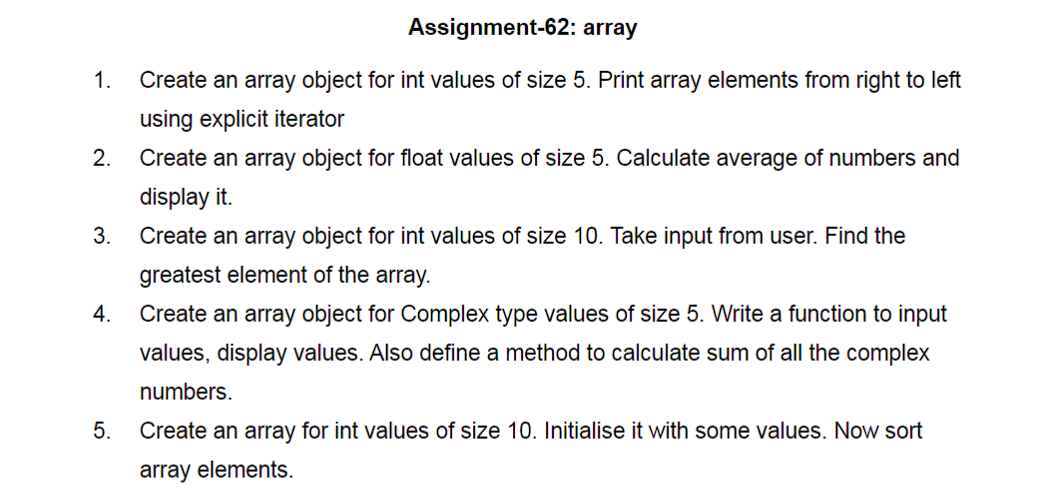 Assignment-62: array
1. Create an array object for int values of size 5. Print array elements from right to left
using explicit iterator
2. Create an array object for float values of size 5. Calculate average of numbers and
display it.
3. Create an array object for int values of size 10. Take input from user. Find the
greatest element of the array.
4. Create an array object for Complex type values of size 5. Write a function to input
values, display values. Also define a method to calculate sum of all the complex
numbers.
5. Create an array for int values of size 10. Initialise it with some values. Now sort
array elements.